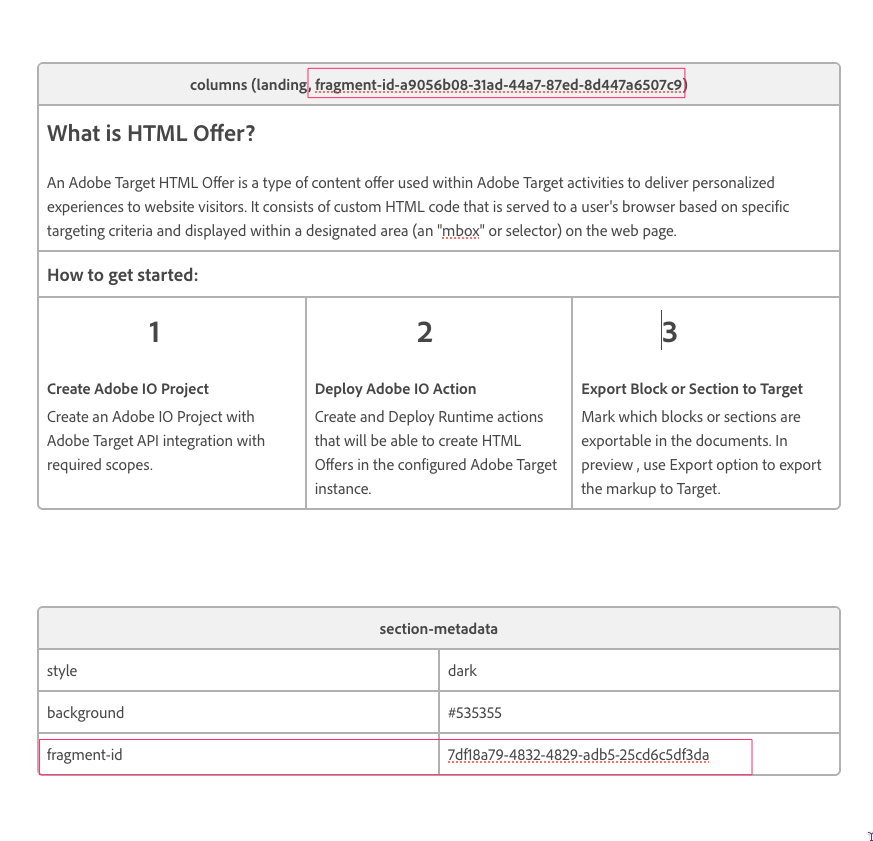 columns (landing, fragment-id-a9056b08-31ad-44a7-87ed-8d447a6507c9)
What is HTML Offer?
An Adobe Target HTML Offer is a type of content offer used within Adobe Target activities to deliver personalized
experiences to website visitors. It consists of custom HTML code that is served to a user's browser based on specific
targeting criteria and displayed within a designated area (an "mbox" or selector) on the web page.
How to get started:
1
Create Adobe IO Project
Create an Adobe IO Project with
Adobe Target API integration with
required scopes.
2
Deploy Adobe IO Action
Create and Deploy Runtime actions
that will be able to create HTML
Offers in the configured Adobe Target
instance.
3
Export Block or Section to Target
Mark which blocks or sections are
exportable in the documents. In
preview , use Export option to export
the markup to Target.
section-metadata
style dark
background #535355
fragment-id 7df18a79-4832-4829-adb5-25cd6c5df3da